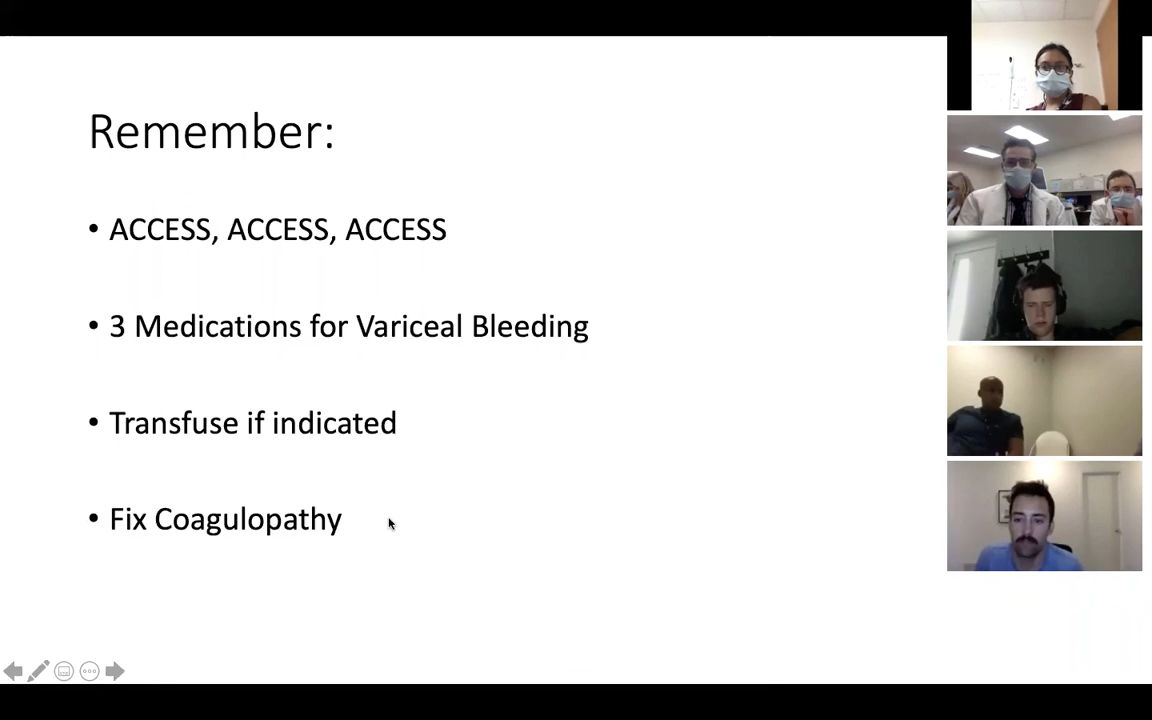 Remember:
• ACCESS, ACCESS, ACCESS
• 3 Medications for Variceal Bleeding
• Transfuse if indicated
• Fix Coagulopathy